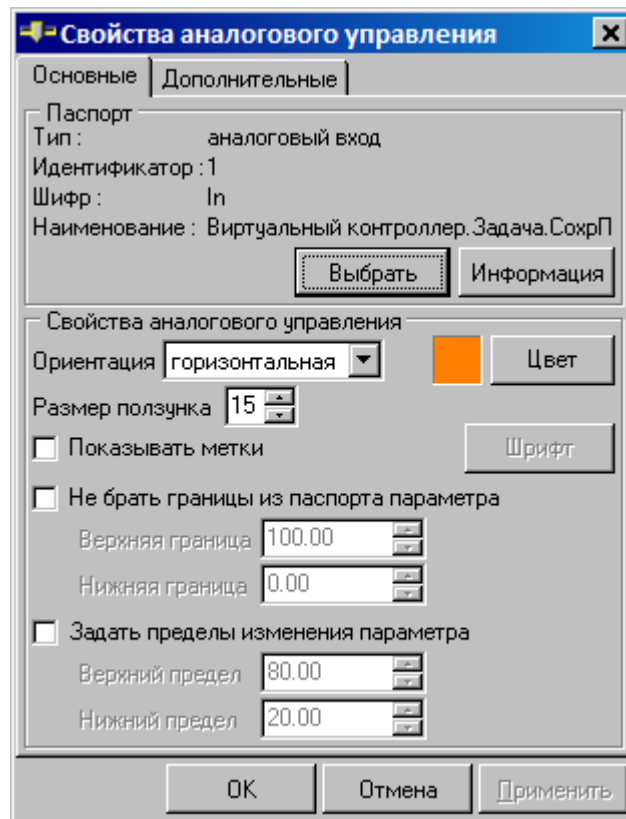 Свойства аналогового управления
Основные Дополнительные
Паспорт
Тип : аналоговый вход
Идентификатор : 1
Шифр : In
Наименование : Виртуальный контроллер.Задача.СохрП
Выбрать Информация
Свойства аналогового управления
Ориентация горизонтальная Цвет
Размер ползунка 15
Показывать метки Шрифт
Не брать границы из паспорта параметра
Верхняя граница 100.00
Нижняя граница 0.00
Задать пределы изменения параметра
Верхний предел 80.00
Нижний предел 20.00
OK Отмена Применить